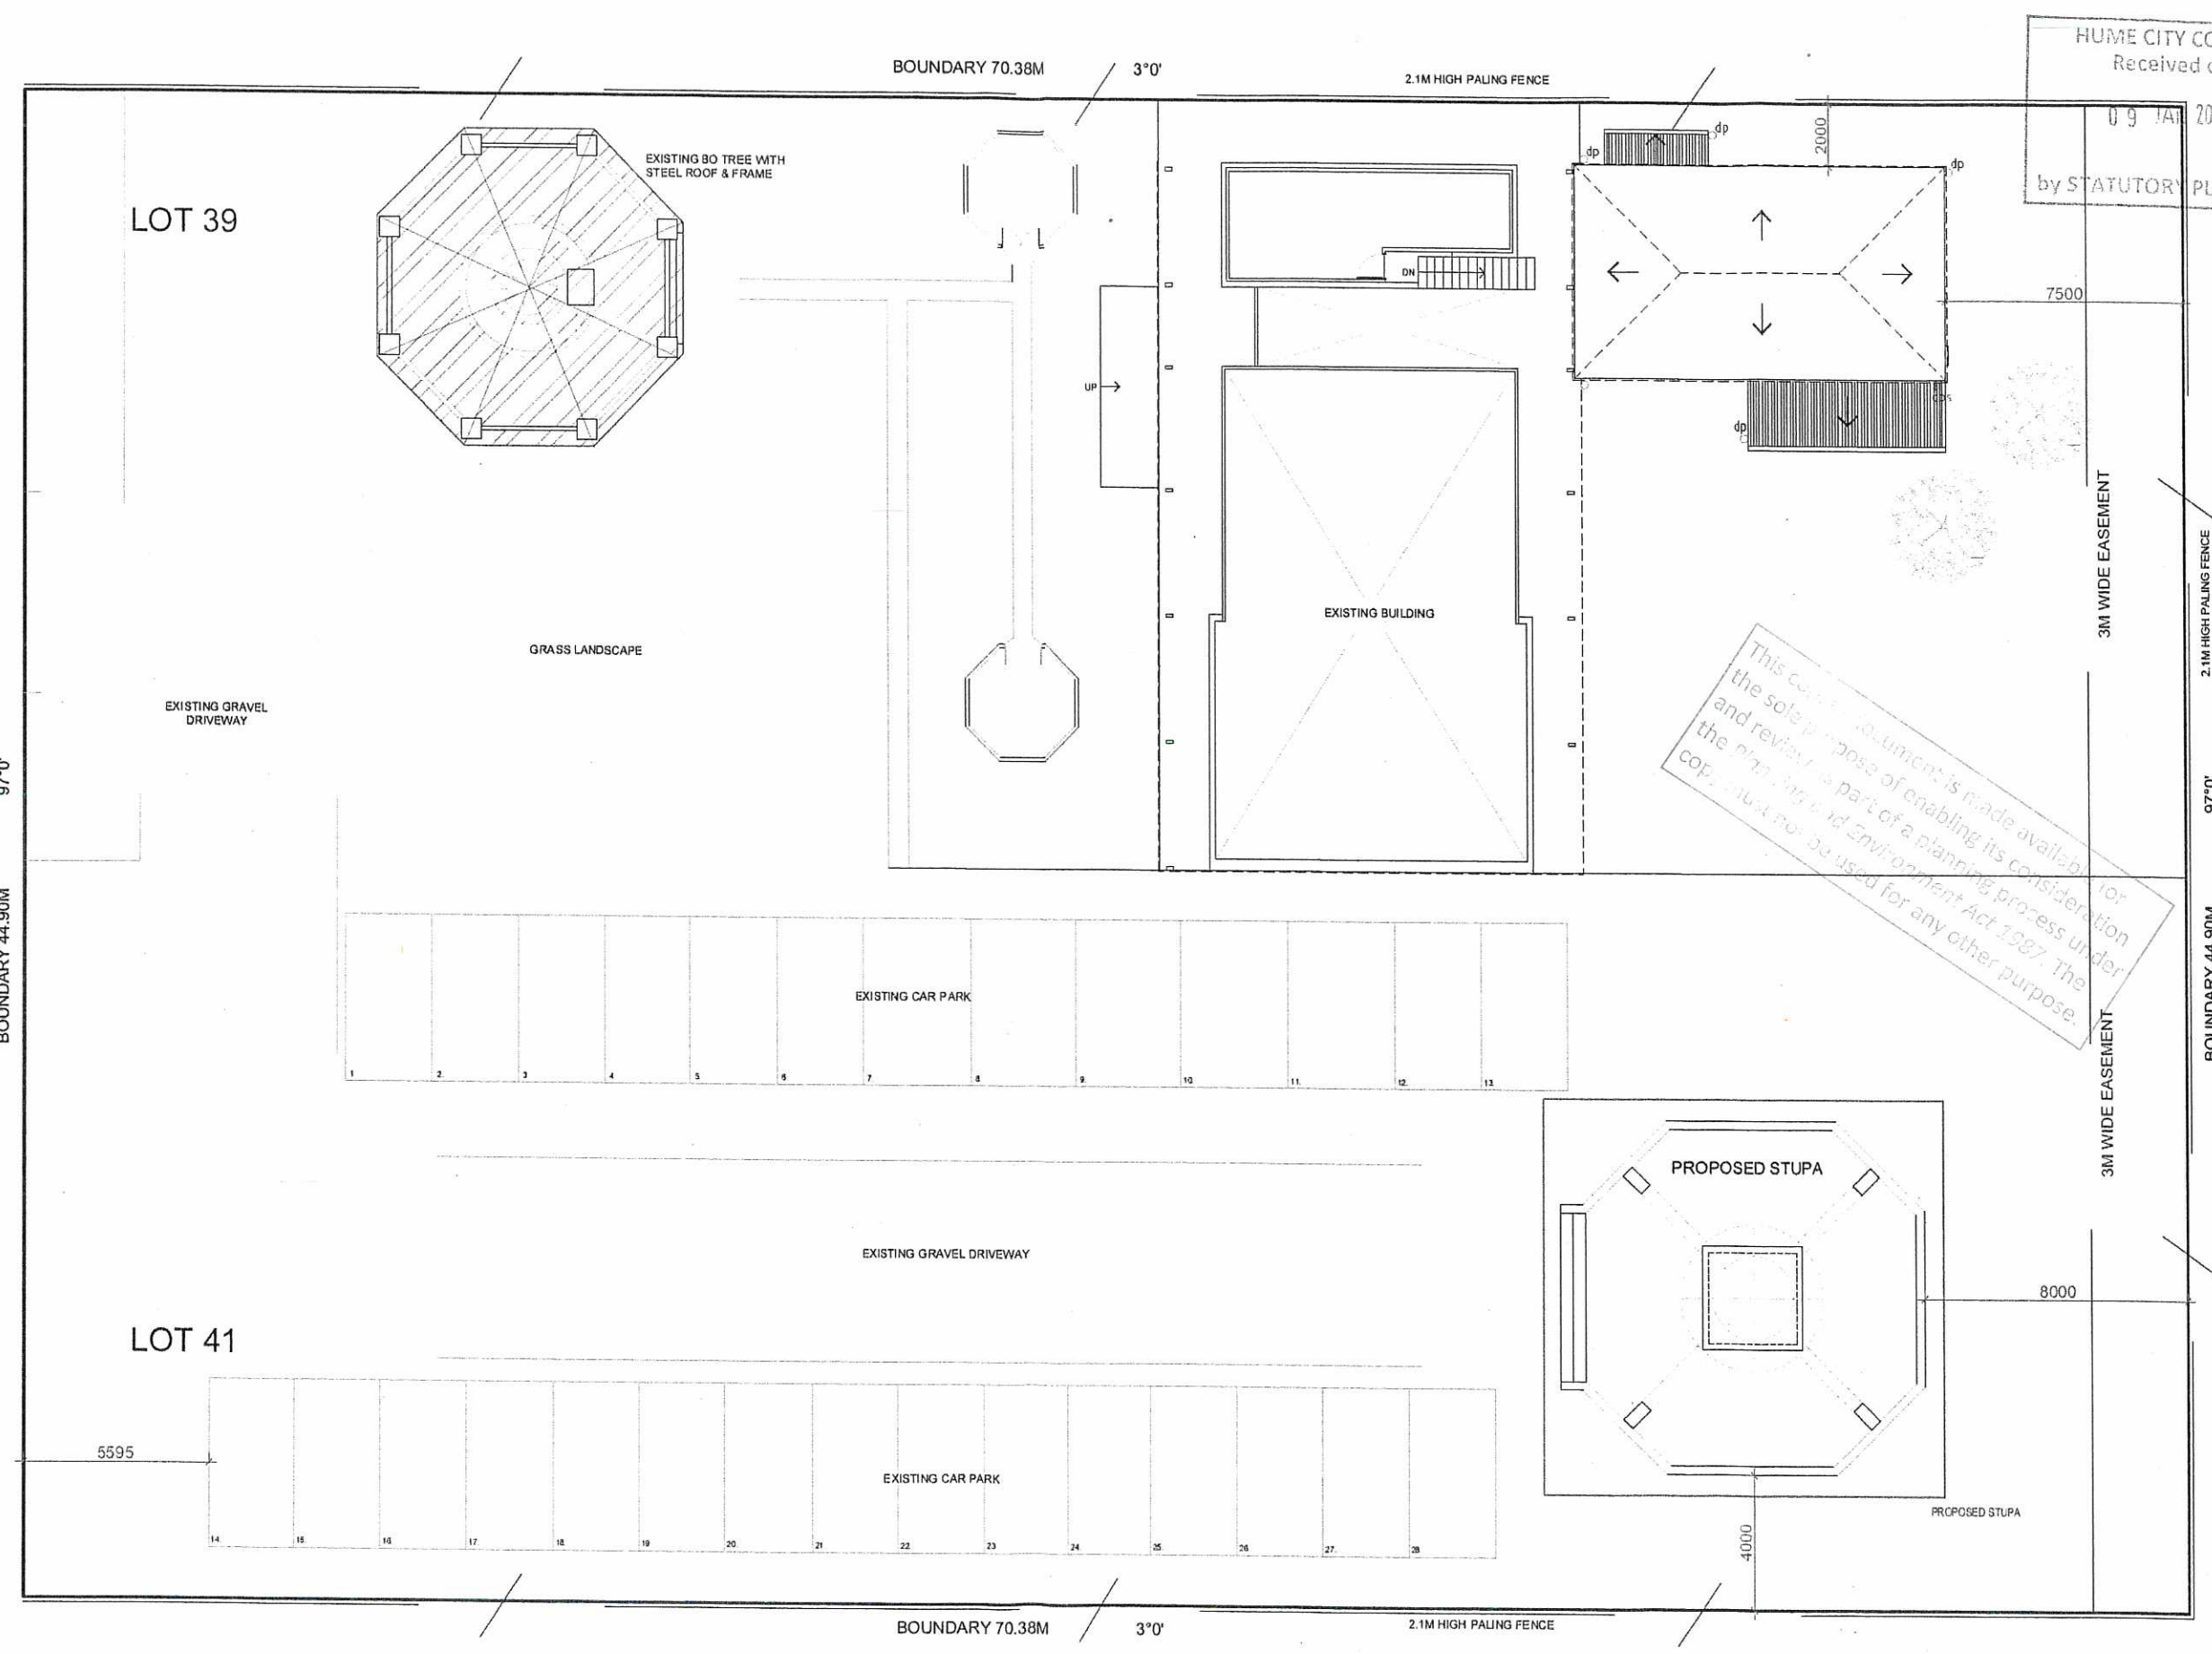 HUME CITY
Received
BOUNDARY 70.38M
3°0'
2.1M HIGH PALING FENCE
09 JAN 20
by STATUTORY
2000
dp
dp
dp
EXISTING BO TREE WITH
STEEL ROOF & FRAME
LOT 39
DN
7500
UP
dp
3M WIDE EASEMENT
2.1M HIGH PALING FENCE
EXISTING BUILDING
GRASS LANDSCAPE
EXISTING GRAVEL
DRIVEWAY
This document is made available for
the sole purpose of enabling its consideration
and review as part of a planning process under
the Planning and Environment Act 1987. The
copy must not be used for any other purpose.
97°0'
BOUNDARY 44.90M
97°0'
BOUNDARY 44.90M
EXISTING CAR PARK
1
2
3
4
5
6
7
8
9
10
11
12
13
3M WIDE EASEMENT
PROPOSED STUPA
EXISTING GRAVEL DRIVEWAY
8000
LOT 41
5595
EXISTING CAR PARK
PROPOSED STUPA
4000
14
15
16
17
18
19
20
21
22
23
24
25
26
27
28
BOUNDARY 70.38M
3°0'
2.1M HIGH PALING FENCE